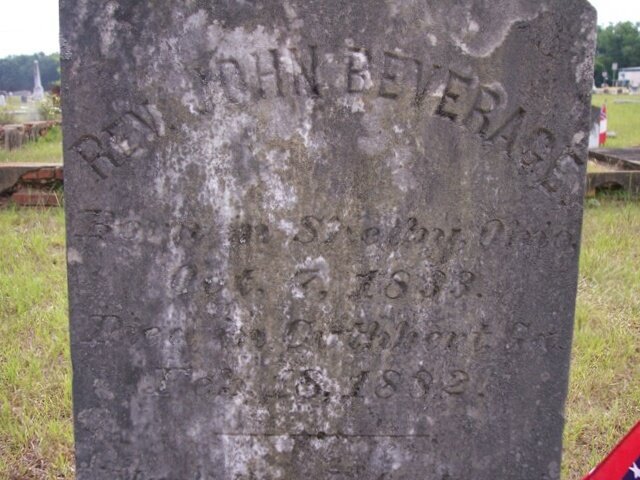 REV. JOHN BEVERAGE.
Born in Shelby, Ohio,
Oct. 7, 1833.
Died in Cuthbert Ga.
Feb. 18, 1882.